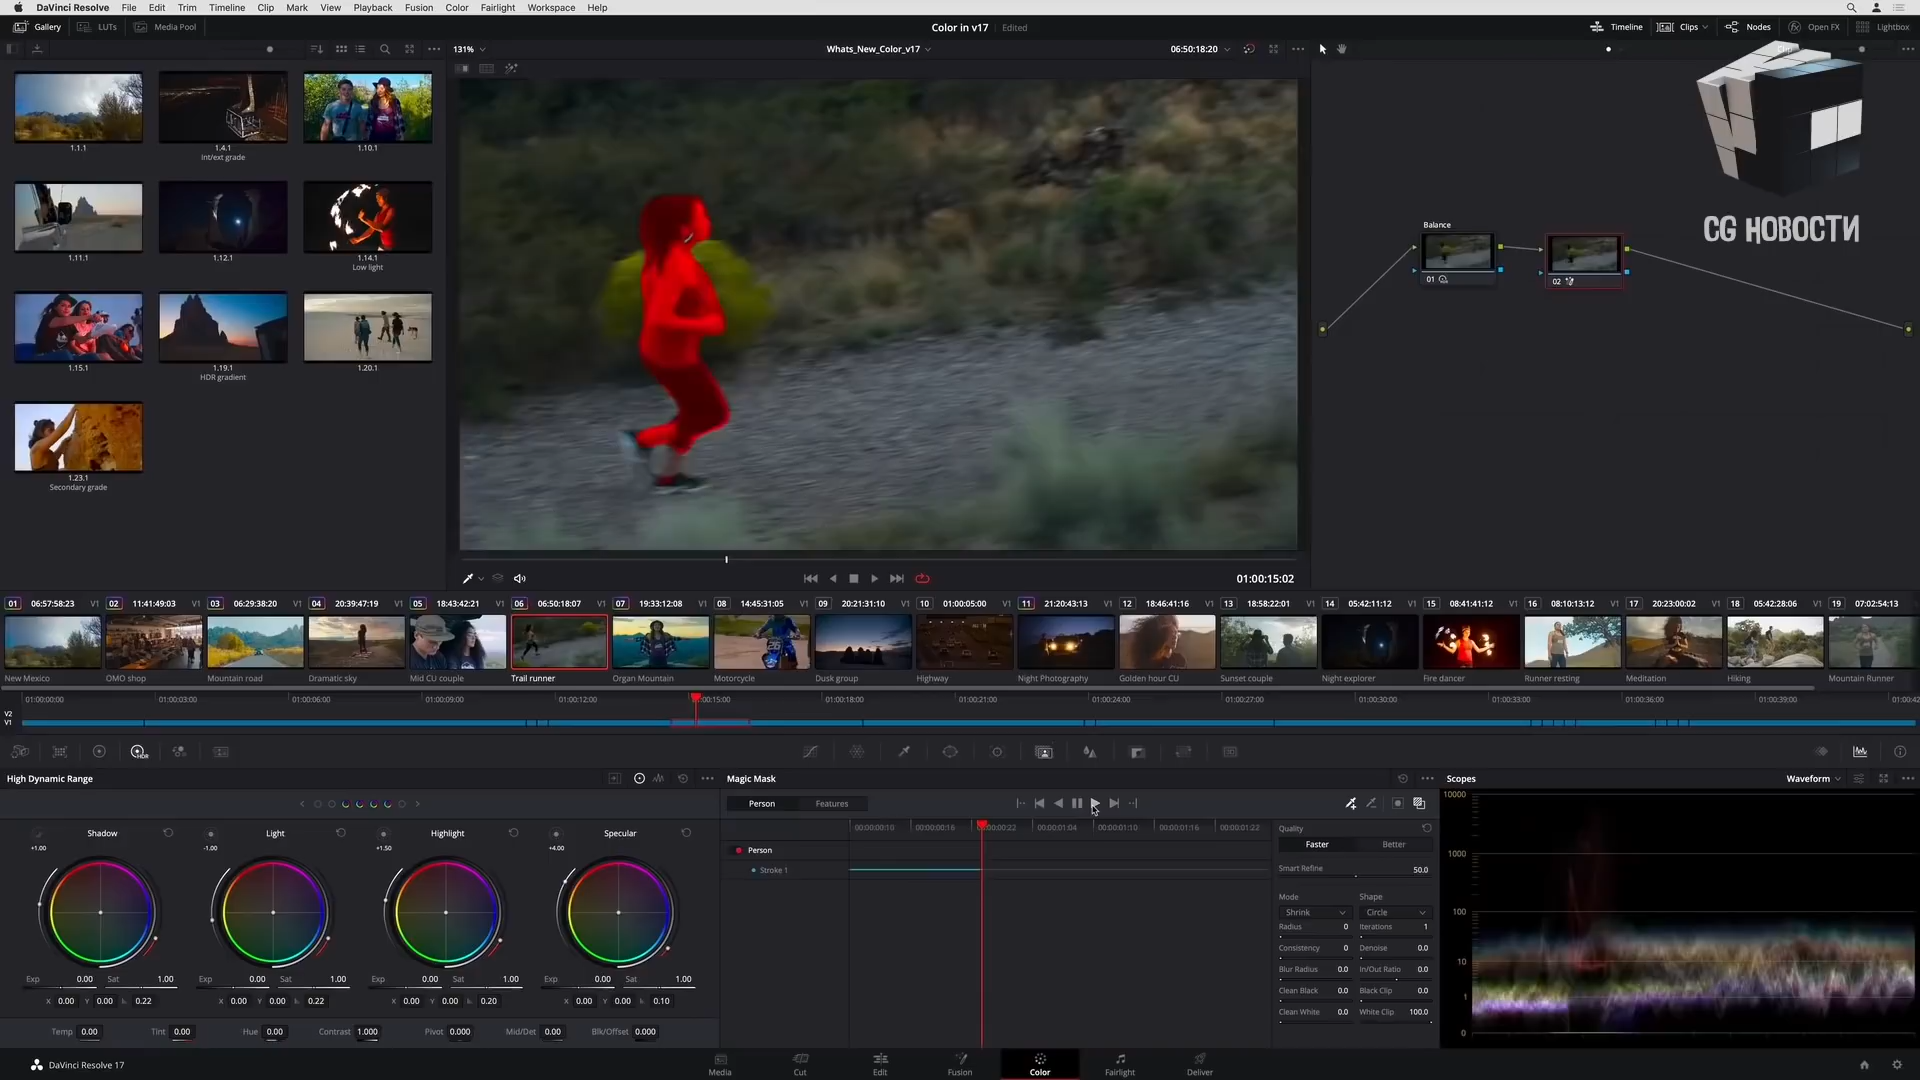 DaVinci Resolve File Edit Trim Timeline Clip Mark View Playback Fusion Color Fairlight Workspace Help
Gallery LUTs Media Pool Color in v17 Edited Timeline Clips Nodes Open FX Lightbox
131% Whats_New_Color_v17 06:50:18:20 Clip
1.1.1 1.4.1 1.10.1
Int/ext grade
1.11.1 1.12.1 1.14.1
Low light
1.15.1 1.19.1 1.20.1
HDR gradient
1.23.1
Secondary grade
CG НОВОСТИ
Balance
01 02
01:00:15:02
01 06:57:58:23 V1 02 11:41:49:03 V1 03 06:29:38:20 V1 04 20:39:47:19 V1 05 18:43:42:21 V1 06 06:50:18:07 V1 07 19:33:12:08 V1 08 14:45:31:05 V1 09 20:21:31:10 V1 10 01:00:05:00 V1 11 21:20:43:13 V1 12 18:46:41:16 V1 13 18:58:22:01 V1 14 05:42:11:12 V1 15 08:41:41:12 V1 16 08:10:13:12 V1 17 20:23:00:02 V1 18 05:42:28:06 V1 19 07:02:54:13
New Mexico OMO shop Mountain road Dramatic sky Mid CU couple Trail runner Organ Mountain Motorcycle Dusk group Highway Night Photography Golden hour CU Sunset couple Night explorer Fire dancer Runner resting Meditation Hiking Mountain Runner
01:00:00:00 01:00:03:00 01:00:06:00 01:00:09:00 01:00:12:00 :00:15:00 01:00:18:00 01:00:21:00 01:00:24:00 01:00:27:00 01:00:30:00 01:00:33:00 01:00:36:00 01:00:39:00 01:00:42
V2
V1
HDR
High Dynamic Range Magic Mask Scopes Waveform
Person Features
Shadow Light Highlight Specular
+1.00 -1.00 +1.50 +4.00
00:00:00:10 00:00:00:16 00:00:22 00:00:01:04 00:00:01:10 00:00:01:16 00:00:01:22
Person
Stroke 1
Quality
Faster Better
Smart Refine 50.0
Mode Shape
Shrink Circle
Radius 0 Iterations 1
Consistency 0 Denoise 0.0
Blur Radius 0.0 In/Out Ratio 0.0
Clean Black 0.0 Black Clip 0.0
Clean White 0.0 White Clip 100.0
10000
1000
100
10
1
0
Exp 0.00 Sat 1.00 Exp 0.00 Sat 1.00 Exp 0.00 Sat 1.00 Exp 0.00 Sat 1.00
X 0.00 Y 0.00 0.22 X 0.00 Y 0.00 0.22 X 0.00 Y 0.00 0.20 X 0.00 Y 0.00 0.10
Temp 0.00 Tint 0.00 Hue 0.00 Contrast 1.000 Pivot 0.000 Mid/Det 0.00 Blk/Offset 0.000
DaVinci Resolve 17 Media Cut Edit Fusion Color Fairlight Deliver